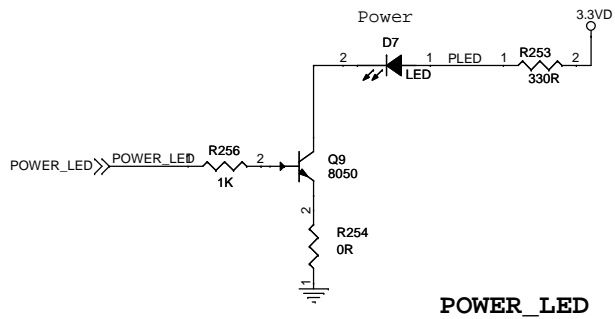 Power
3.3VD
D7
R253
2
1
PLED
1
2
LED
330R
R256
POWER_LED
POWER_LED
1
2
Q9
1K
8050
2
R254
0R
1
POWER_LED